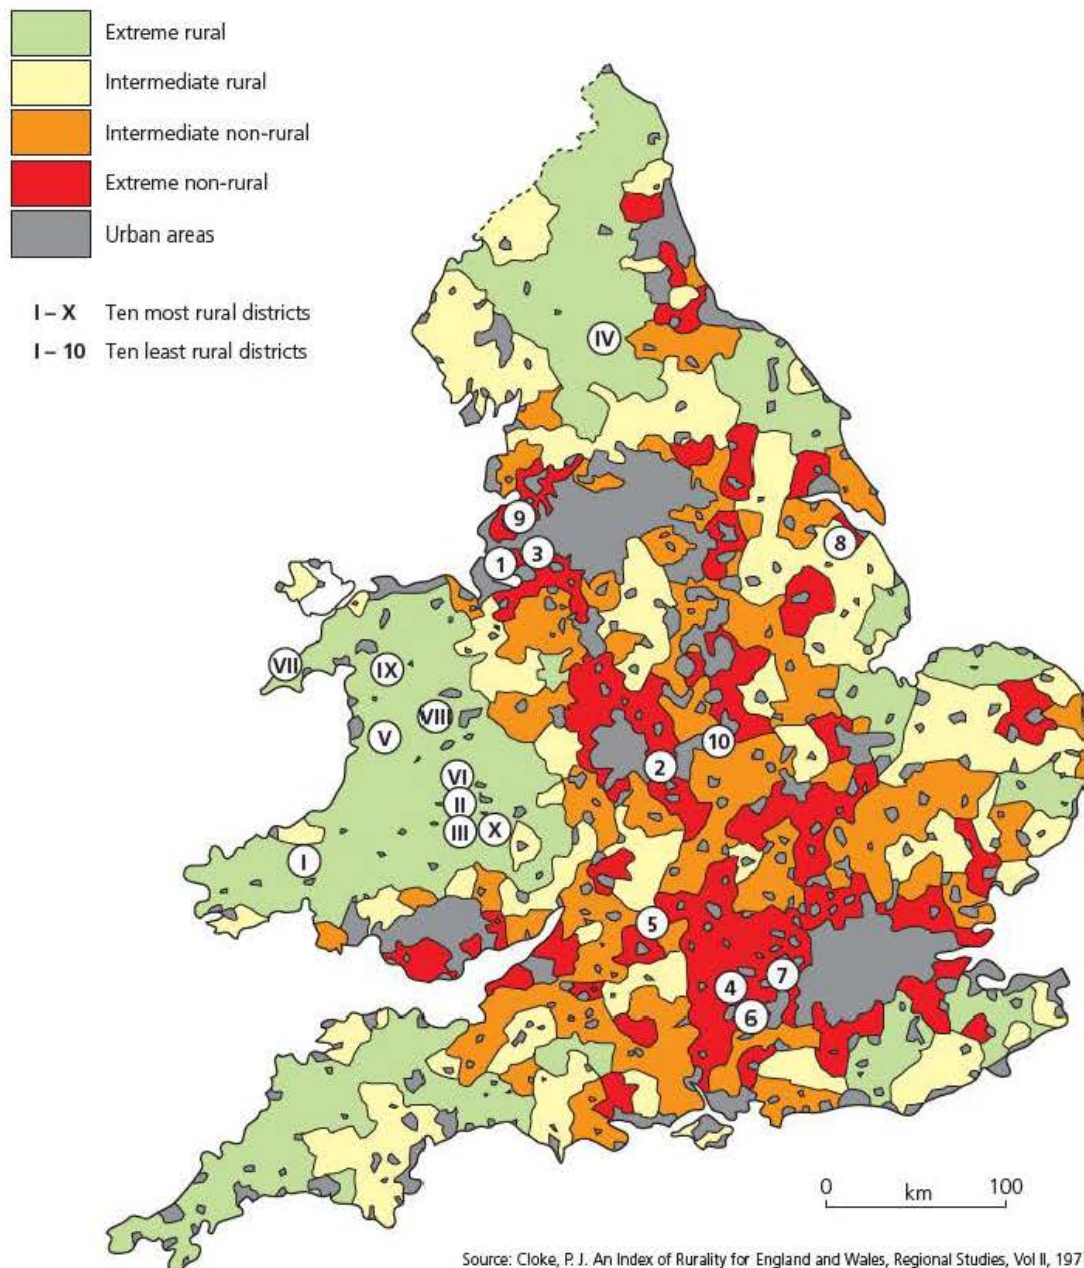 Extreme rural
Intermediate rural
Intermediate non-rural
Extreme non-rural
Urban areas
I – X Ten most rural districts
I – 10 Ten least rural districts
IV
9
3
1
8
VII
IX
VIII
V
10
2
VI
II
III
X
I
5
7
4
6
0 km 100
Source: Cloke, P. J. An Index of Rurality for England and Wales, Regional Studies, Vol II, 197